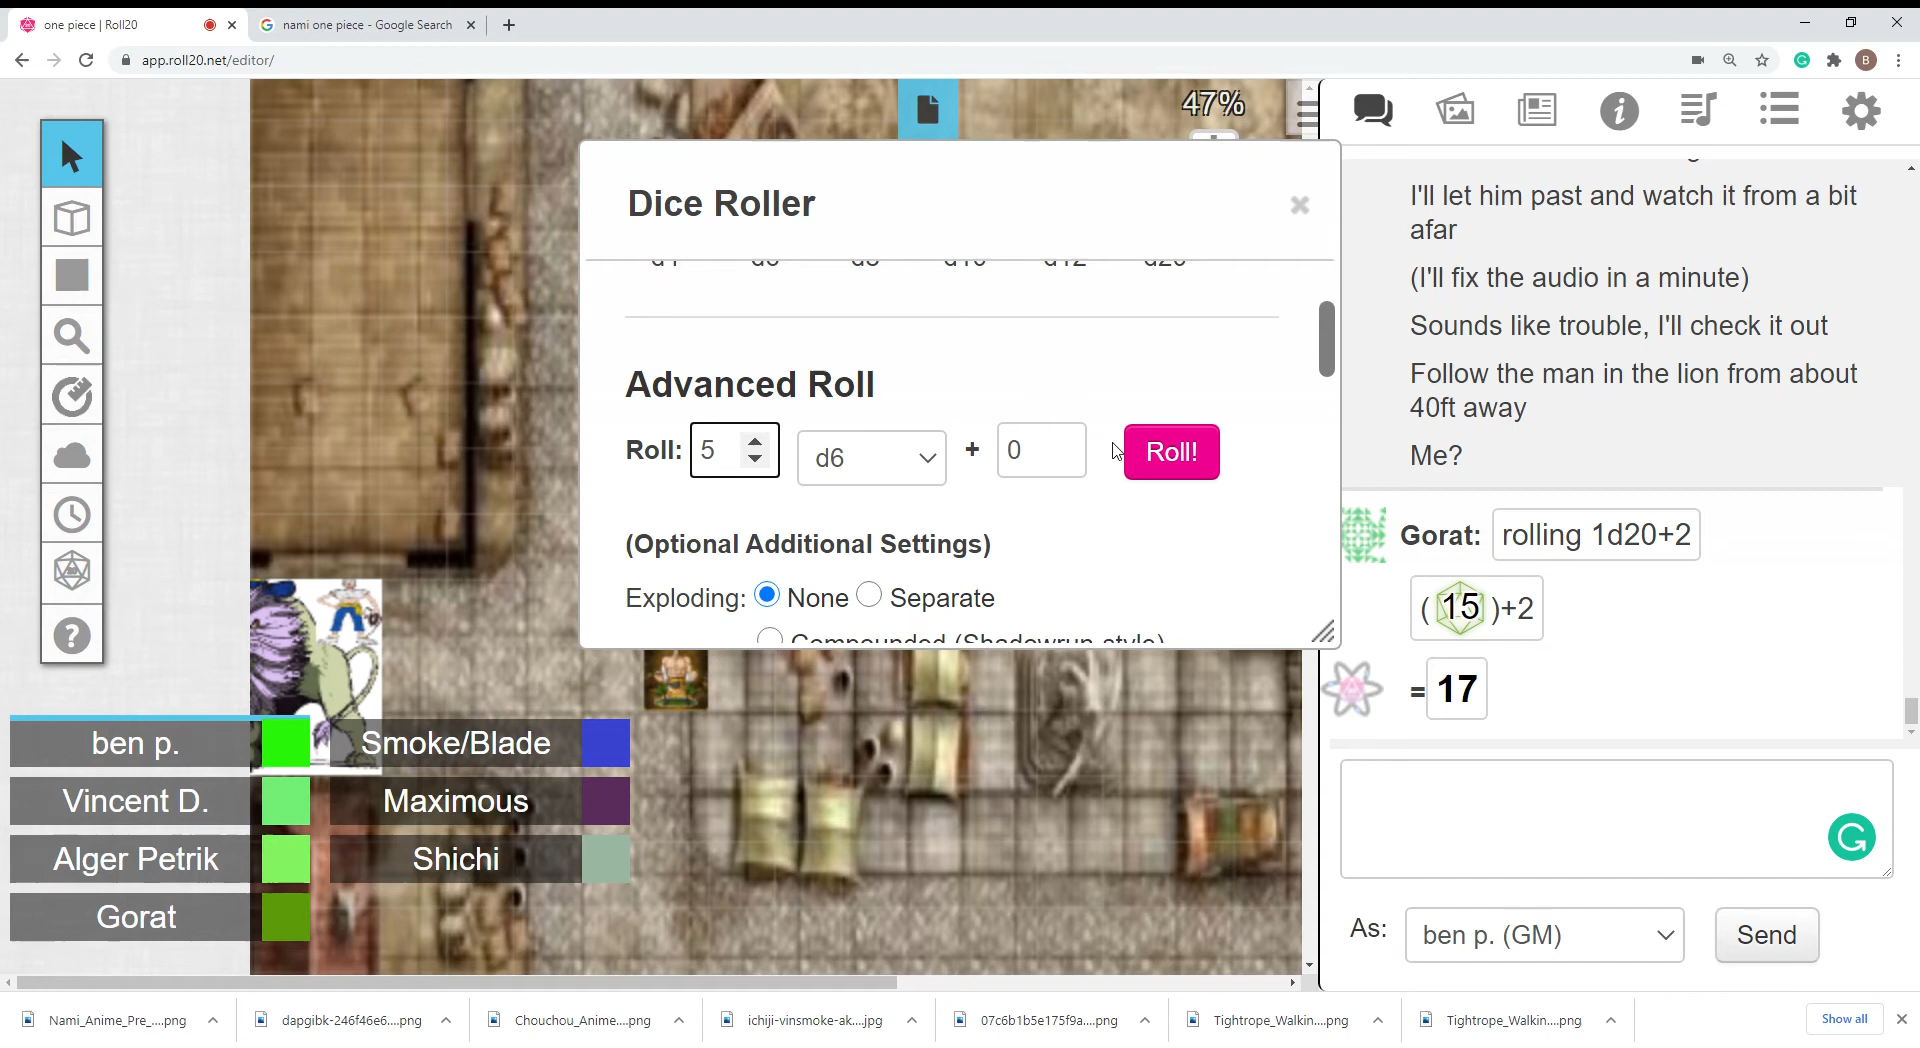 one piece | Roll20
nami one piece - Google Search
app.roll20.net/editor/
B
47%
Dice Roller
Advanced Roll
Roll: 5 d6 + 0 Roll!
(Optional Additional Settings)
Exploding: None Separate
Compounded (Shadowrun-style)
I'll let him past and watch it from a bit
afar
(I'll fix the audio in a minute)
Sounds like trouble, I'll check it out
Follow the man in the lion from about
40ft away
Me?
Gorat: rolling 1d20+2
(15)+2
= 17
ben p.
Smoke/Blade
Vincent D.
Maximous
Alger Petrik
Shichi
Gorat
As: ben p. (GM) Send
Nami_Anime_Pre_....png
dapgibk-246f46e6....png
Chouchou_Anime....png
ichiji-vinsmoke-ak....jpg
07c6b1b5e175f9a....png
Tightrope_Walkin....png
Tightrope_Walkin....png
Show all